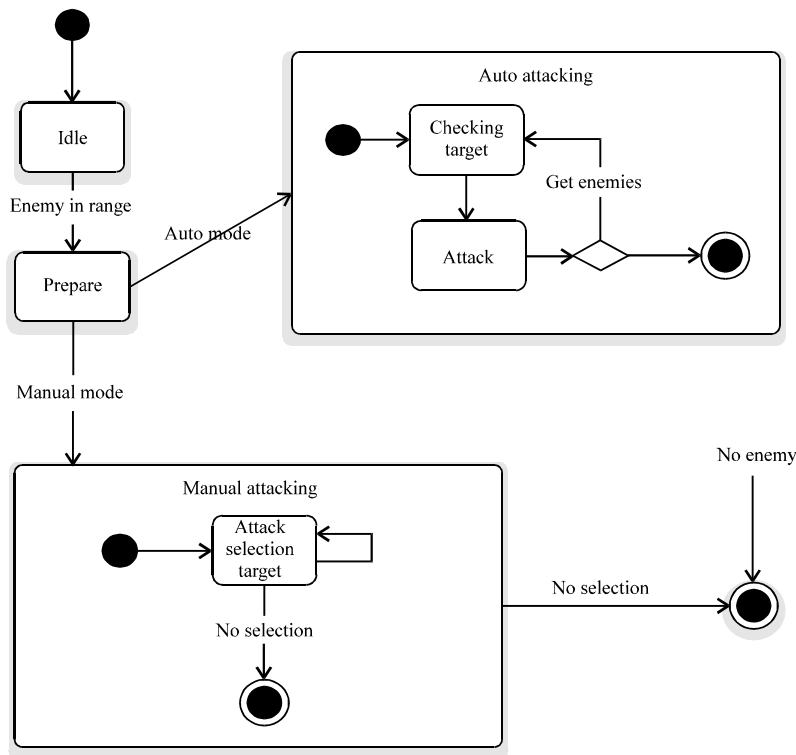 Auto attacking
Checking
target
Idle
Get enemies
Enemy in range
Auto mode
Attack
Prepare
Manual mode
No enemy
Manual attacking
Attack
selection
target
No selection
No selection